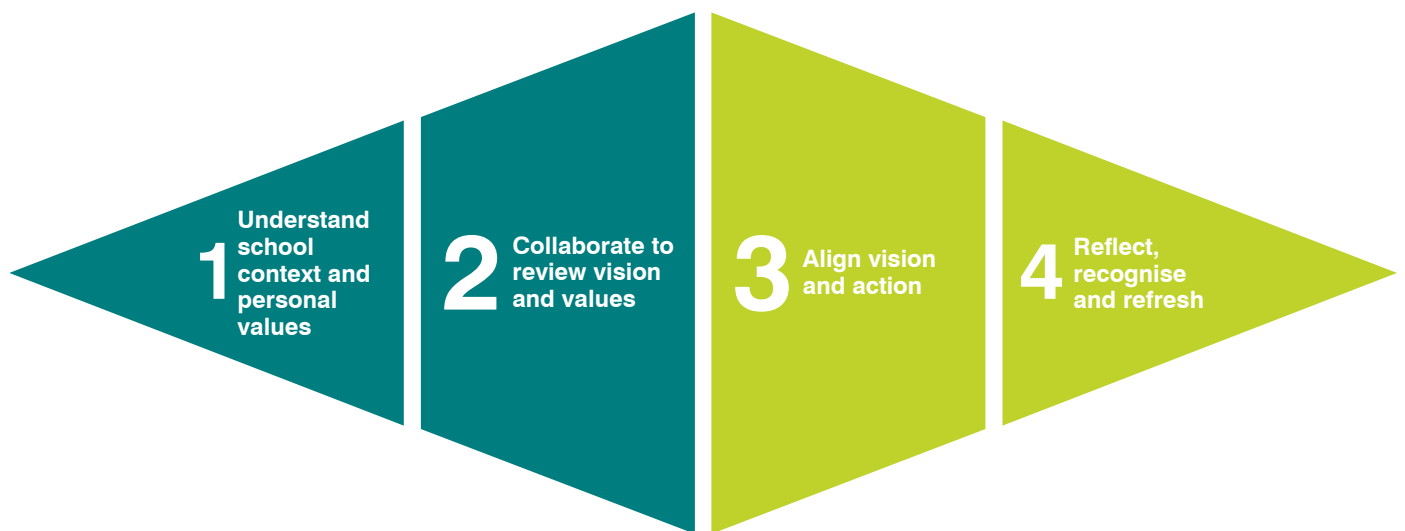 1
Understand
school
context and
personal
values
2
Collaborate to
review vision
and values
3
Align vision
and action
4
Reflect,
recognise
and refresh